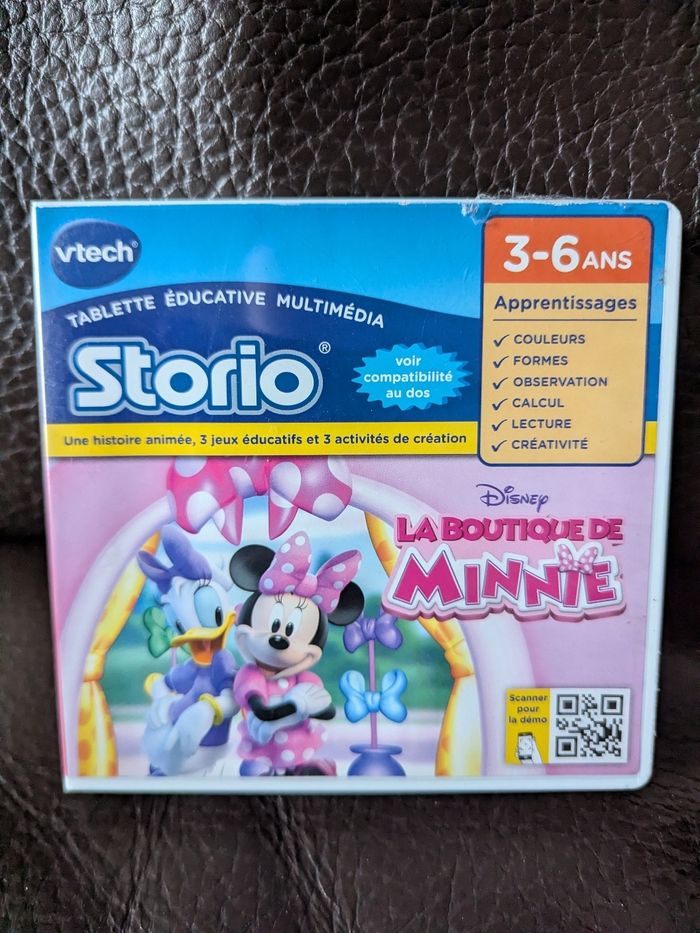 vtech®
TABLETTE ÉDUCATIVE MULTIMÉDIA
Storio®
voir
compatibilité
au dos
Une histoire animée, 3 jeux éducatifs et 3 activités de création
3-6 ANS
Apprentissages
✓ COULEURS
✓ FORMES
✓ OBSERVATION
✓ CALCUL
✓ LECTURE
✓ CRÉATIVITÉ
Disney
LA BOUTIQUE DE
MINNIE
Scanner
pour
la démo